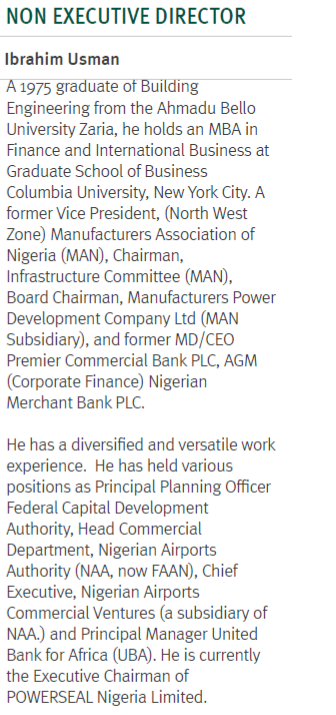 NON EXECUTIVE DIRECTOR
Ibrahim Usman
A 1975 graduate of Building
Engineering from the Ahmadu Bello
University Zaria, he holds an MBA in
Finance and International Business at
Graduate School of Business
Columbia University, New York City. A
former Vice President, (North West
Zone) Manufacturers Association of
Nigeria (MAN), Chairman,
Infrastructure Committee (MAN),
Board Chairman, Manufacturers Power
Development Company Ltd (MAN
Subsidiary), and former MD/CEO
Premier Commercial Bank PLC, AGM
(Corporate Finance) Nigerian
Merchant Bank PLC.
He has a diversified and versatile work
experience.  He has held various
positions as Principal Planning Officer
Federal Capital Development
Authority, Head Commercial
Department, Nigerian Airports
Authority (NAA, now FAAN), Chief
Executive, Nigerian Airports
Commercial Ventures (a subsidiary of
NAA.) and Principal Manager United
Bank for Africa (UBA). He is currently
the Executive Chairman of
POWERSEAL Nigeria Limited.